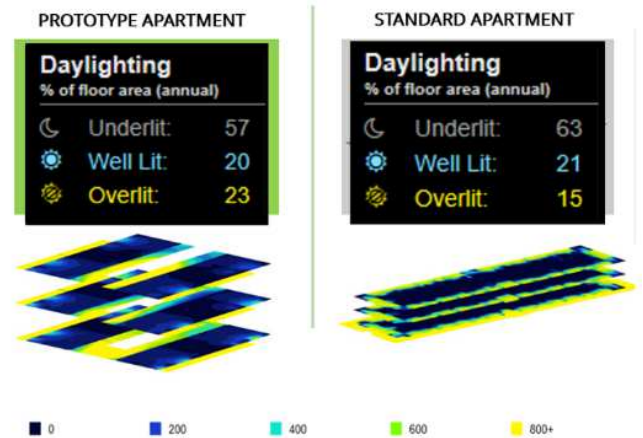 PROTOTYPE APARTMENT
Daylighting
% of floor area (annual)
Underlit: 57
Well Lit: 20
Overlit: 23
STANDARD APARTMENT
Daylighting
% of floor area (annual)
Underlit: 63
Well Lit: 21
Overlit: 15
0 200 400 600 800+